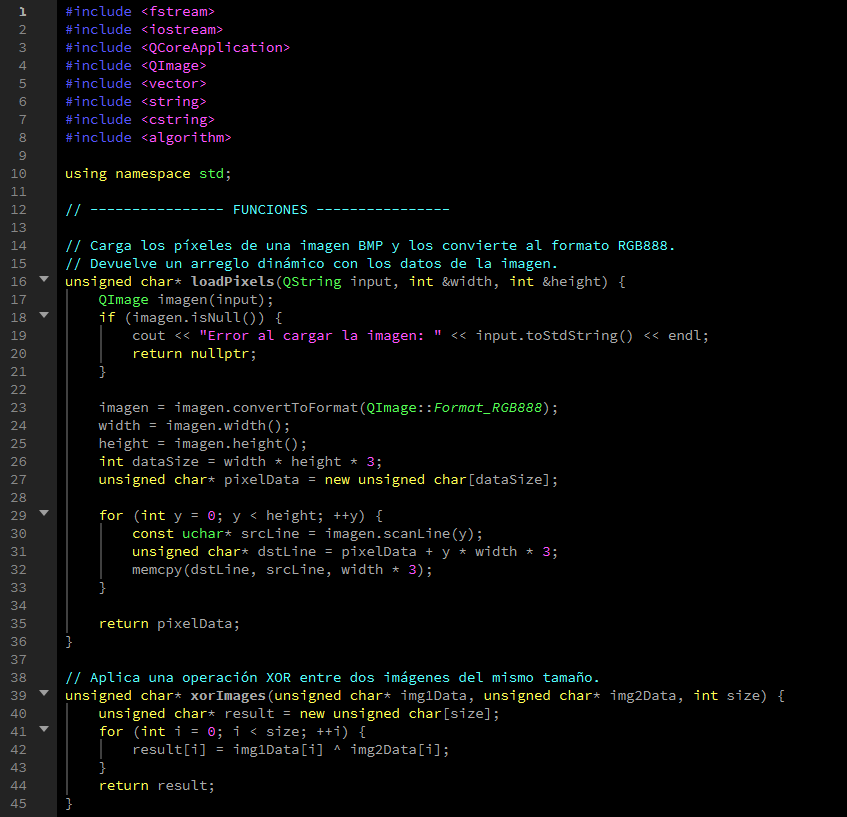 1 #include <fstream>
2 #include <iostream>
3 #include <QCoreApplication>
4 #include <QImage>
5 #include <vector>
6 #include <string>
7 #include <cstring>
8 #include <algorithm>
9
10 using namespace std;
11
12 // ---------------- FUNCIONES ----------------
13
14 // Carga los píxeles de una imagen BMP y los convierte al formato RGB888.
15 // Devuelve un arreglo dinámico con los datos de la imagen.
16 unsigned char* loadPixels(QString input, int &width, int &height) {
17     QImage imagen(input);
18     if (imagen.isNull()) {
19         cout << "Error al cargar la imagen: " << input.toStdString() << endl;
20         return nullptr;
21     }
22
23     imagen = imagen.convertToFormat(QImage::Format_RGB888);
24     width = imagen.width();
25     height = imagen.height();
26     int dataSize = width * height * 3;
27     unsigned char* pixelData = new unsigned char[dataSize];
28
29     for (int y = 0; y < height; ++y) {
30         const uchar* srcLine = imagen.scanLine(y);
31         unsigned char* dstLine = pixelData + y * width * 3;
32         memcpy(dstLine, srcLine, width * 3);
33     }
34
35     return pixelData;
36 }
37
38 // Aplica una operación XOR entre dos imágenes del mismo tamaño.
39 unsigned char* xorImages(unsigned char* img1Data, unsigned char* img2Data, int size) {
40     unsigned char* result = new unsigned char[size];
41     for (int i = 0; i < size; ++i) {
42         result[i] = img1Data[i] ^ img2Data[i];
43     }
44     return result;
45 }